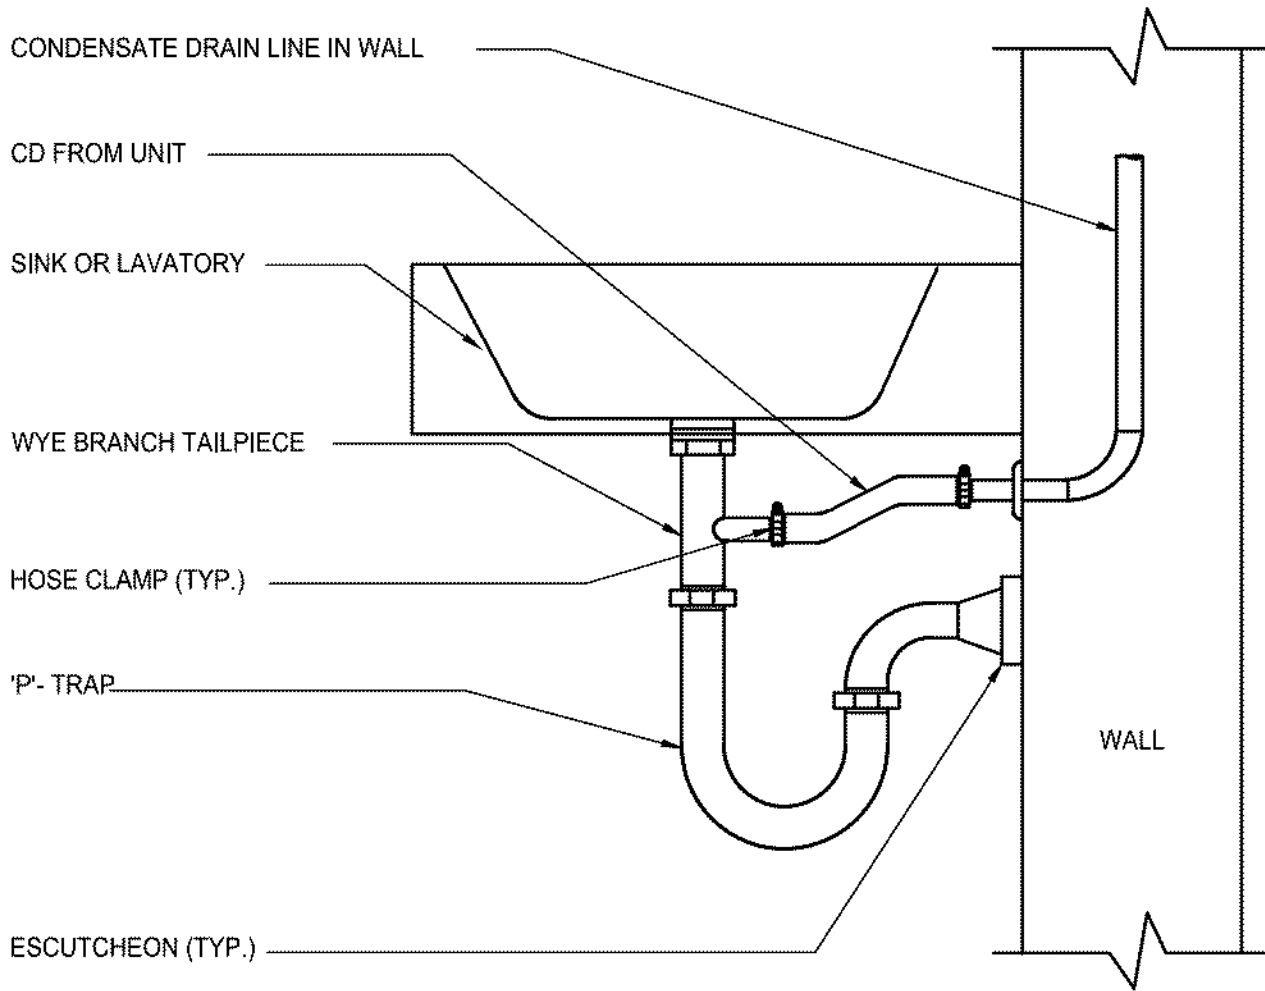 CONDENSATE DRAIN LINE IN WALL
CD FROM UNIT
SINK OR LAVATORY
WYE BRANCH TAILPIECE
HOSE CLAMP (TYP.)
'P'- TRAP
WALL
ESCUTCHEON (TYP.)